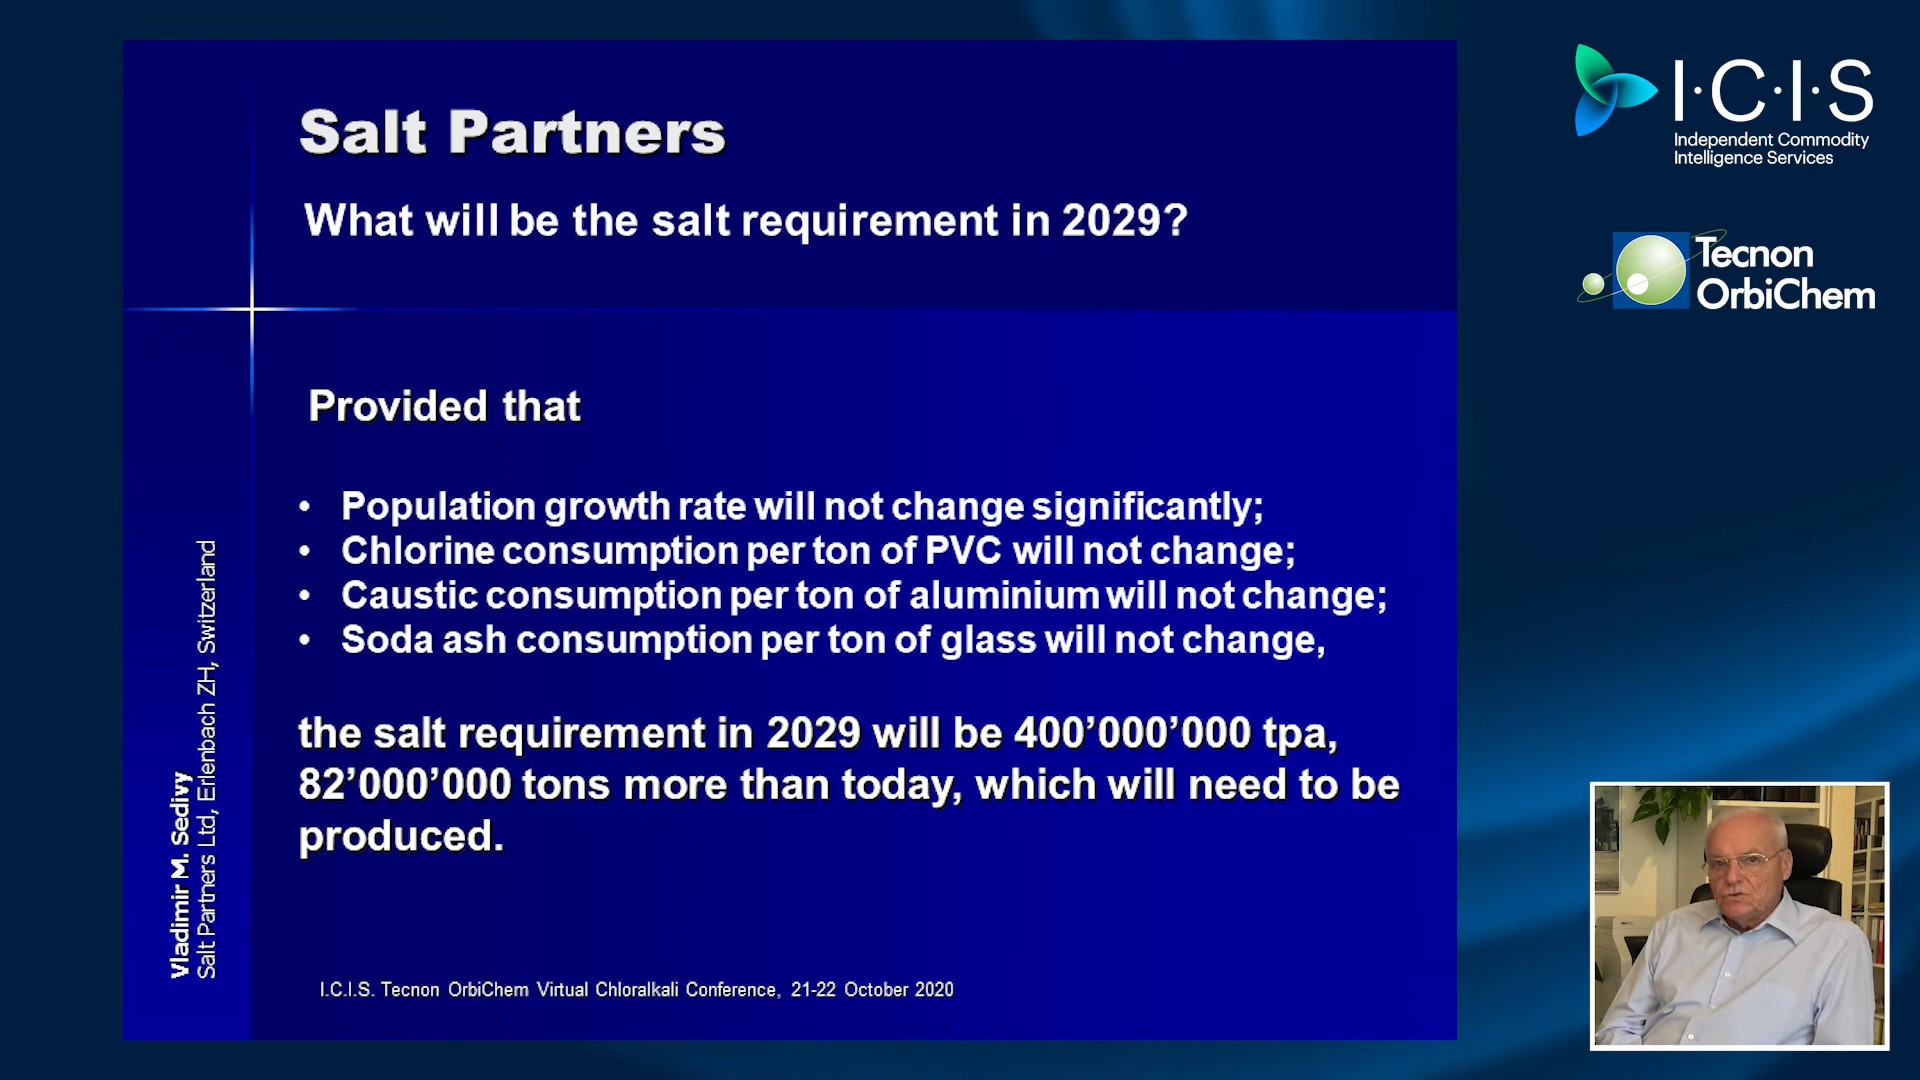 Salt Partners
What will be the salt requirement in 2029?
Provided that
• Population growth rate will not change significantly;
• Chlorine consumption per ton of PVC will not change;
• Caustic consumption per ton of aluminium will not change;
• Soda ash consumption per ton of glass will not change,
the salt requirement in 2029 will be 400’000’000 tpa,
82’000’000 tons more than today, which will need to be
produced.
Vladimir M. Sedivy
Salt Partners Ltd, Erlenbach ZH, Switzerland
I.C.I.S. Tecnon OrbiChem Virtual Chloralkali Conference, 21-22 October 2020
I·C·I·S
Independent Commodity
Intelligence Services
Tecnon
OrbiChem